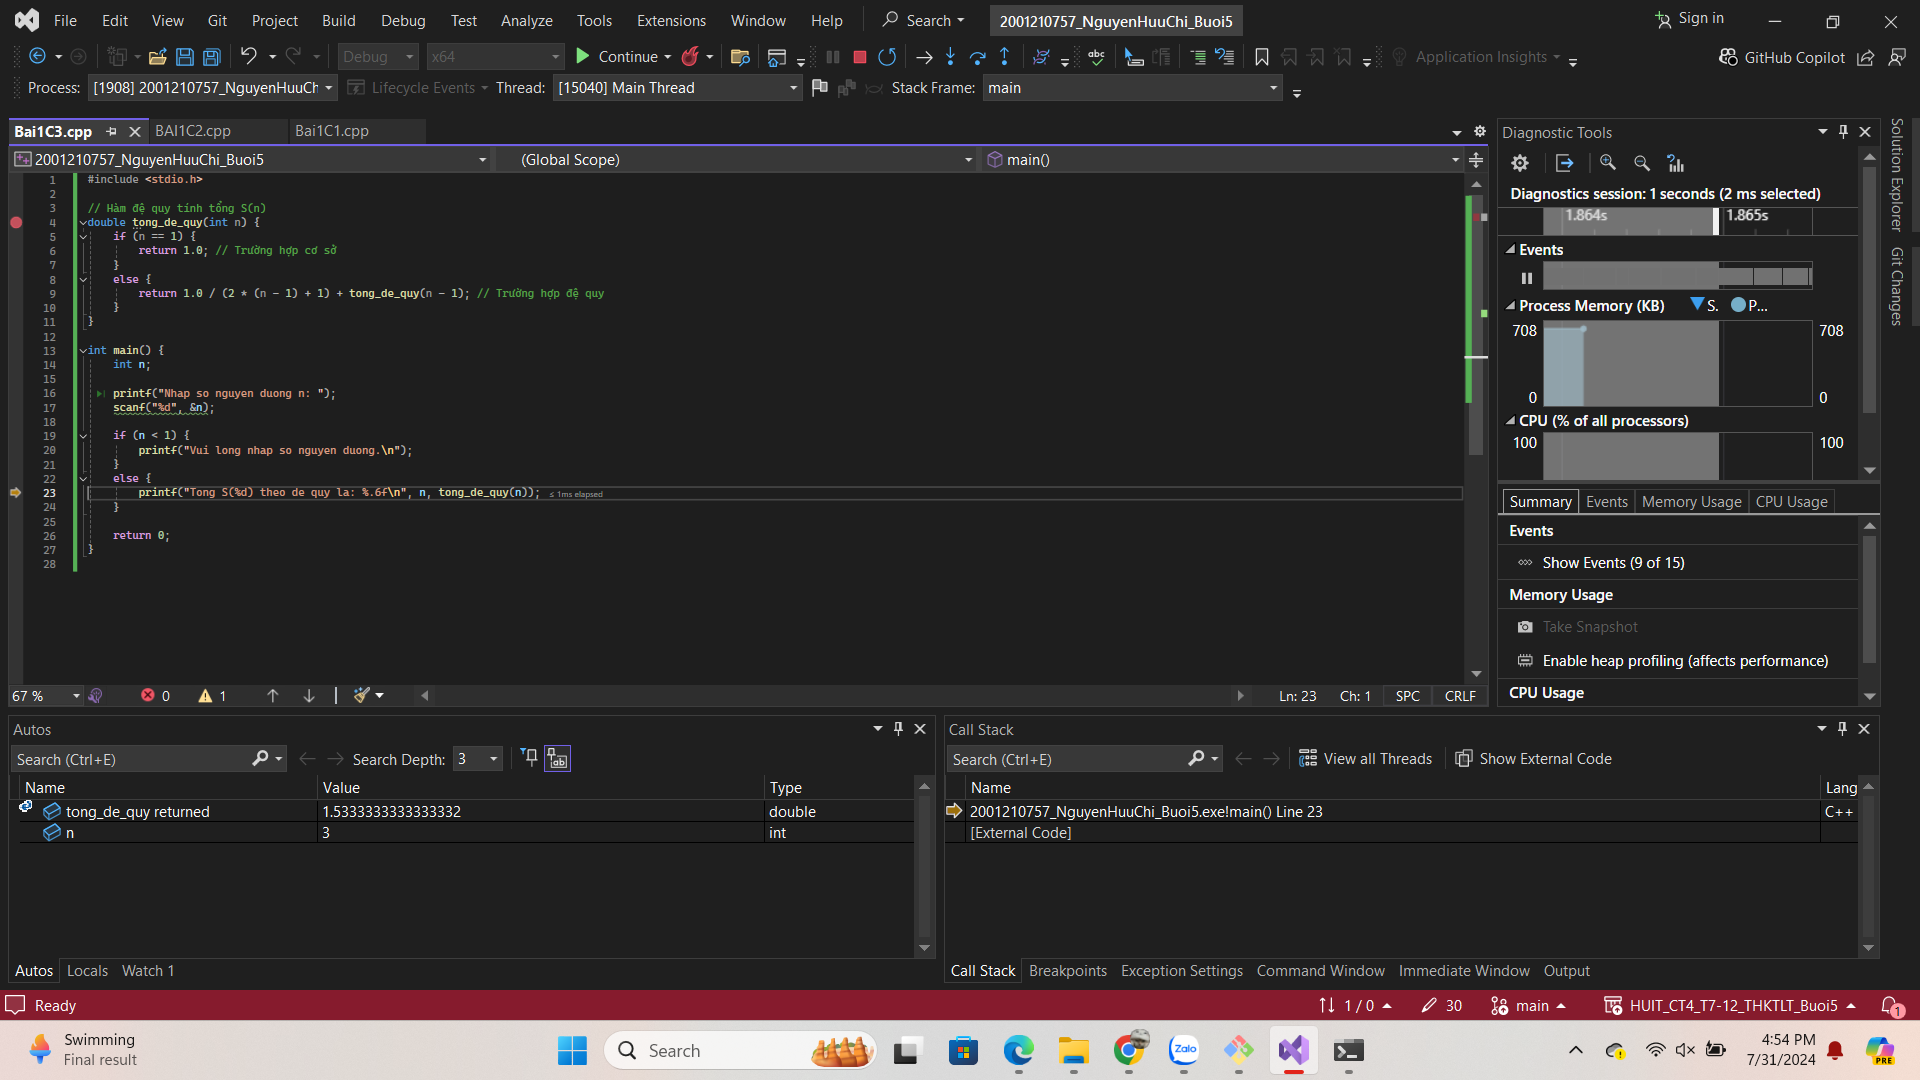 File Edit View Git Project Build Debug Test Analyze Tools Extensions Window Help Search 2001210757_NguyenHuuChi_Buoi5 Sign in
Debug x64 Continue Application Insights GitHub Copilot
Process: [1908] 2001210757_NguyenHuuCh Lifecycle Events Thread: [15040] Main Thread Stack Frame: main
Bai1C3.cpp BAI1C2.cpp Bai1C1.cpp
2001210757_NguyenHuuChi_Buoi5 (Global Scope) main()
1 #include <stdio.h>
2
3 // Hàm đệ quy tính tổng S(n)
4 double tong_de_quy(int n) {
5 if (n == 1) {
6 return 1.0; // Trường hợp cơ sở
7 }
8 else {
9 return 1.0 / (2 * (n - 1) + 1) + tong_de_quy(n - 1); // Trường hợp đệ quy
10 }
11 }
12
13 int main() {
14 int n;
15
16 printf("Nhap so nguyen duong n: ");
17 scanf("%d", &n);
18
19 if (n < 1) {
20 printf("Vui long nhap so nguyen duong.\n");
21 }
22 else {
23 printf("Tong S(%d) theo de quy la: %.6f\n", n, tong_de_quy(n)); ≤ 1ms elapsed
24 }
25
26 return 0;
27 }
28
67 % 0 1 Ln: 23 Ch: 1 SPC CRLF
Diagnostic Tools
Diagnostics session: 1 seconds (2 ms selected)
1.864s 1.865s
Events
Process Memory (KB) S. P...
708 708
0 0
CPU (% of all processors)
100 100
Summary Events Memory Usage CPU Usage
Events
Show Events (9 of 15)
Memory Usage
Take Snapshot
Enable heap profiling (affects performance)
CPU Usage
Solution Explorer
Git Changes
Autos
Search (Ctrl+E) Search Depth: 3
Name Value Type
tong_de_quy returned 1.5333333333333332 double
n 3 int
Autos Locals Watch 1
Call Stack
Search (Ctrl+E) View all Threads Show External Code
Name Lang
2001210757_NguyenHuuChi_Buoi5.exe!main() Line 23 C++
[External Code]
Call Stack Breakpoints Exception Settings Command Window Immediate Window Output
Ready 1 / 0 30 main HUIT_CT4_T7-12_THKTLT_Buoi5 1
Swimming
Final result
Search
Zalo
4:54 PM
7/31/2024
PRE